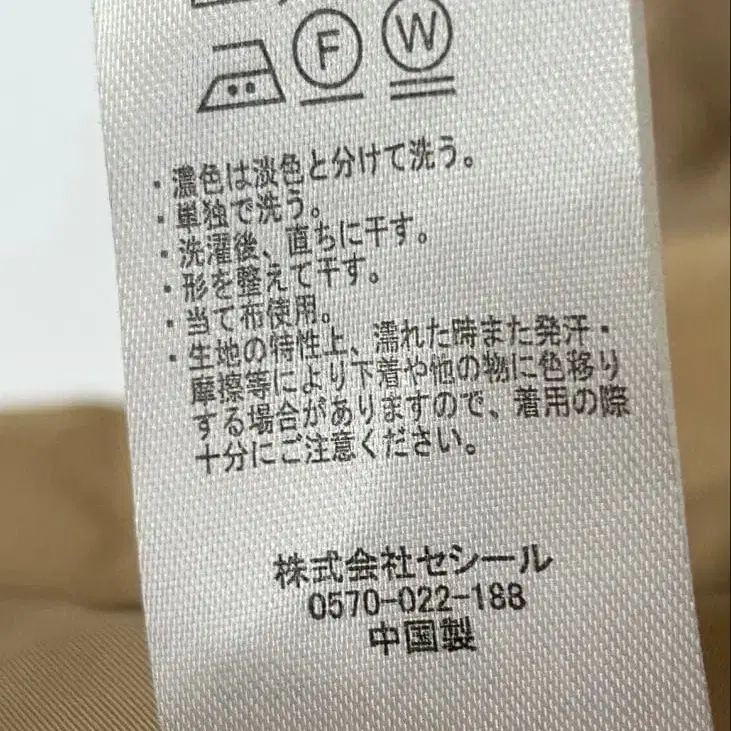 F W
・濃色は淡色と分けて洗う。
・単独で洗う。
・洗濯後、直ちに干す。
・形を整えて干す。
・当て布使用。
・生地の特性上、濡れた時また発汗・
摩擦等により下着や他の物に色移り
する場合がありますので、着用の際
十分にご注意ください。
株式会社セシール
0570-022-188
中国製